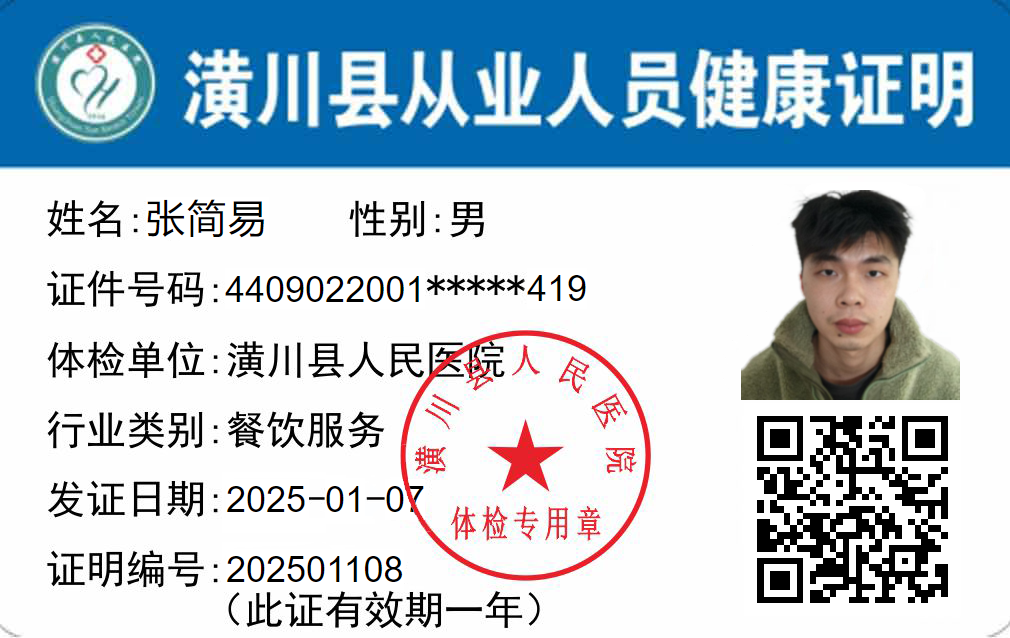 潢川县从业人员健康证明
姓名:张简易 性别:男
证件号码:4409022001*****419
体检单位:潢川县人民医院
行业类别:餐饮服务
发证日期:2025-01-07
证明编号:202501108
（此证有效期一年）
潢川县人民医院
体检专用章